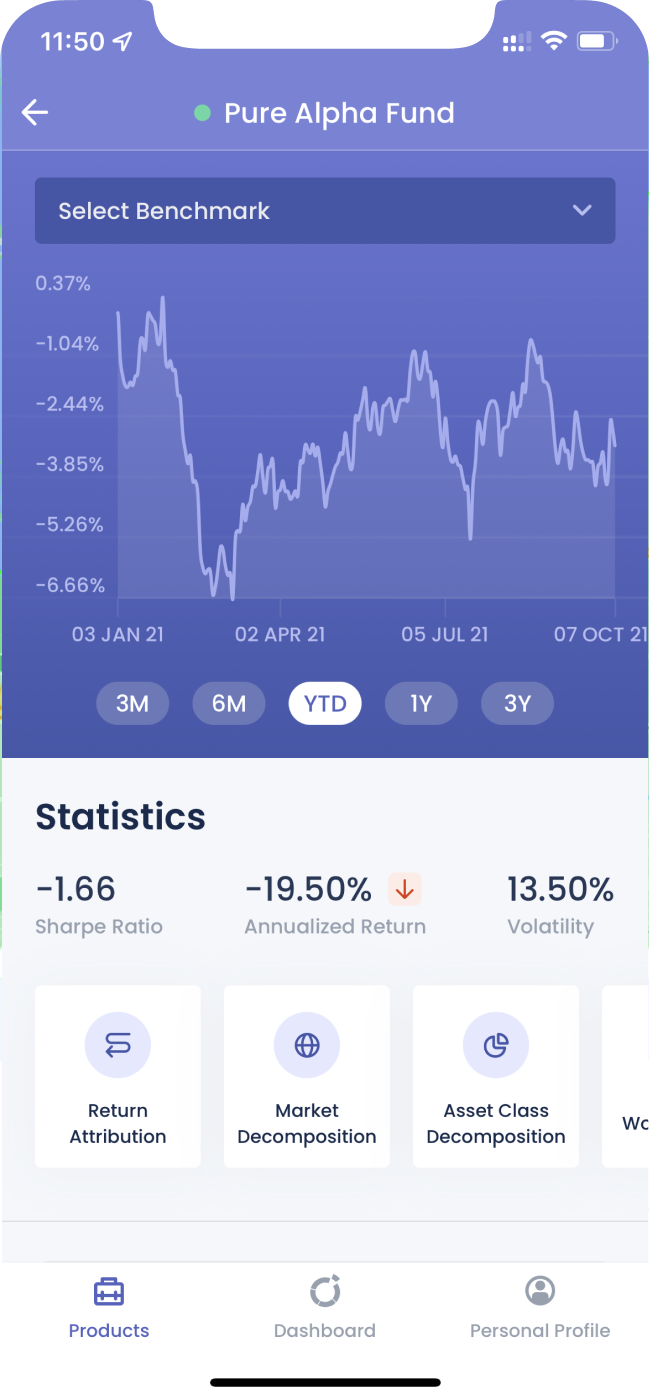 11:50
Pure Alpha Fund
Select Benchmark
0.37%
-1.04%
-2.44%
-3.85%
-5.26%
-6.66%
03 JAN 21 02 APR 21 05 JUL 21 07 OCT 21
3M 6M YTD 1Y 3Y
Statistics
-1.66 -19.50% 13.50%
Sharpe Ratio Annualized Return Volatility
Return Market Asset Class
Attribution Decomposition Decomposition
Products Dashboard Personal Profile